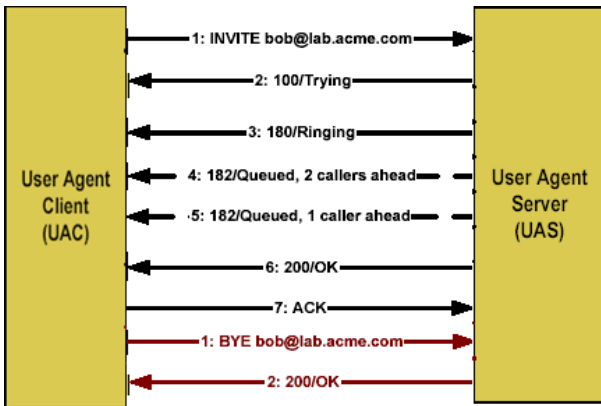 1: INVITE bob@lab.acme.com
2: 100/Trying
3: 180/Ringing
4: 182/Queued, 2 callers ahead
5: 182/Queued, 1 caller ahead
6: 200/OK
7: ACK
1: BYE bob@lab.acme.com
2: 200/OK
User Agent
Client
(UAC)
User Agent
Server
(UAS)